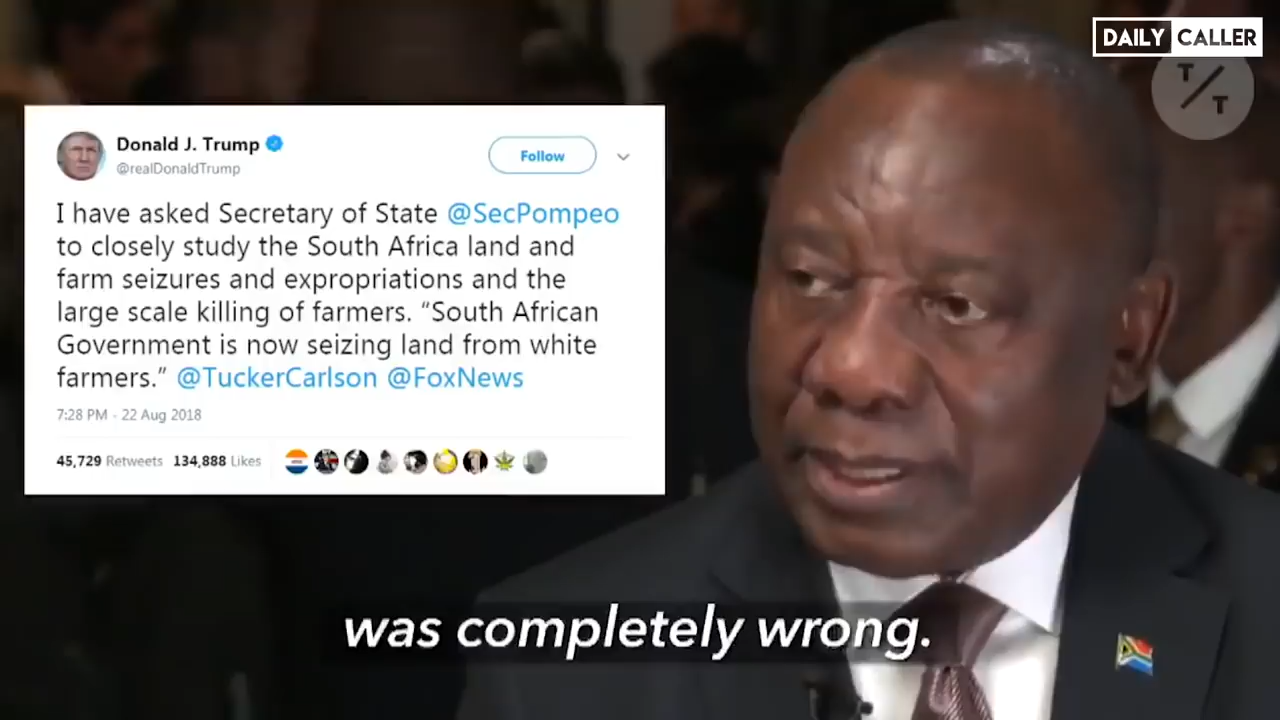 DAILY CALLER
T/T
Donald J. Trump
@realDonaldTrump
Follow
I have asked Secretary of State @SecPompeo
to closely study the South Africa land and
farm seizures and expropriations and the
large scale killing of farmers. “South African
Government is now seizing land from white
farmers.” @TuckerCarlson @FoxNews
7:28 PM - 22 Aug 2018
45,729 Retweets 134,888 Likes
was completely wrong.